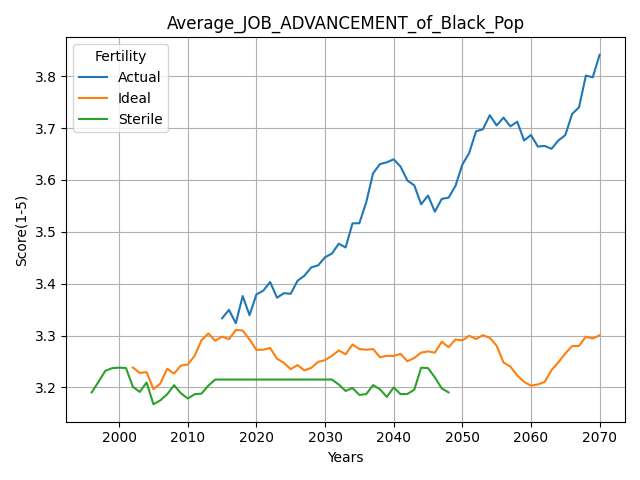 Average_JOB_ADVANCEMENT_of_Black_Pop
Fertility
Actual
Ideal
Sterile
Score(1-5)
3.8
3.7
3.6
3.5
3.4
3.3
3.2
2000 2010 2020 2030 2040 2050 2060 2070
Years